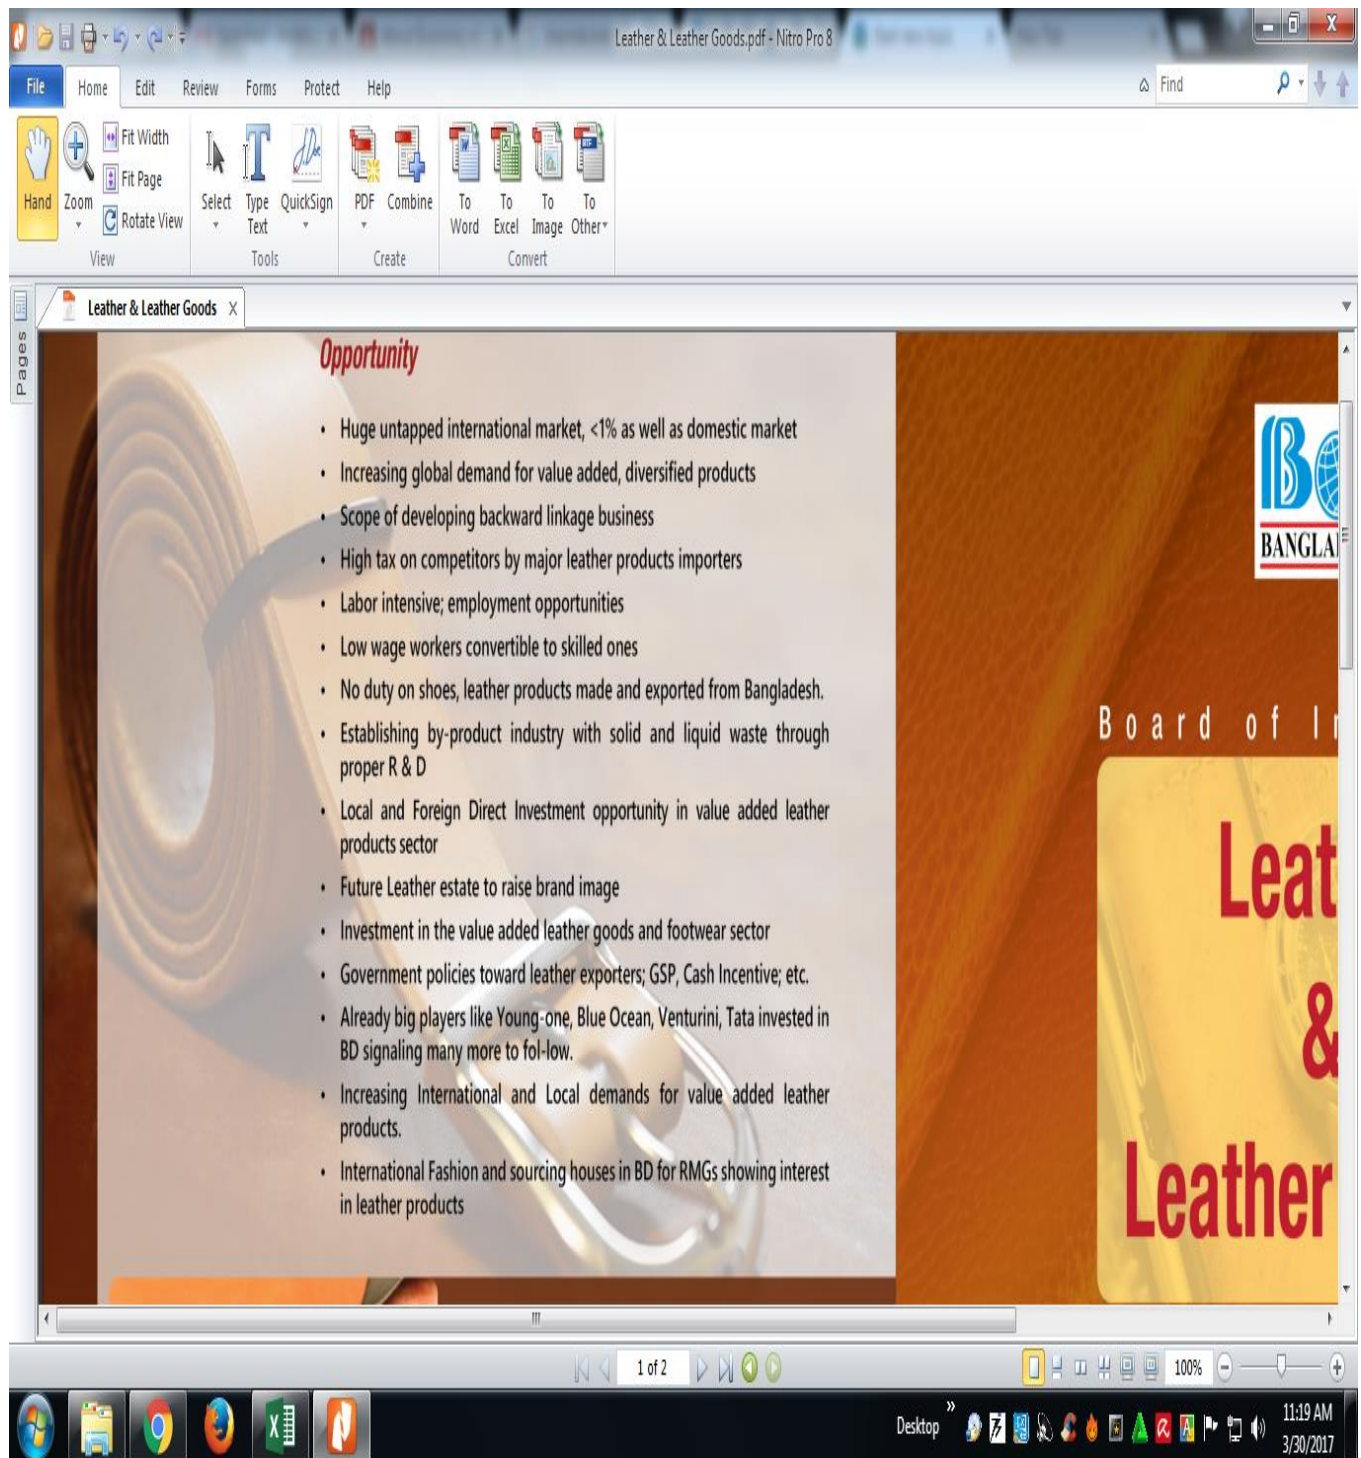 Leather & Leather Goods.pdf - Nitro Pro 8
File Home Edit Review Forms Protect Help
Find
Hand
Zoom
Fit Width
Fit Page
Rotate View
View
Select
Type
Text
QuickSign
Tools
PDF
Combine
Create
To
Word
To
Excel
To
Image
To
Other
Convert
Leather & Leather Goods X
Pages
Opportunity
• Huge untapped international market, <1% as well as domestic market
• Increasing global demand for value added, diversified products
• Scope of developing backward linkage business
• High tax on competitors by major leather products importers
• Labor intensive; employment opportunities
• Low wage workers convertible to skilled ones
• No duty on shoes, leather products made and exported from Bangladesh.
• Establishing by-product industry with solid and liquid waste through
proper R & D
• Local and Foreign Direct Investment opportunity in value added leather
products sector
• Future Leather estate to raise brand image
• Investment in the value added leather goods and footwear sector
• Government policies toward leather exporters; GSP, Cash Incentive; etc.
• Already big players like Young-one, Blue Ocean, Venturini, Tata invested in
BD signaling many more to fol-low.
• Increasing International and Local demands for value added leather
products.
• International Fashion and sourcing houses in BD for RMGs showing interest
in leather products
BANGLA
Board of I
Leat
&
Leather
1 of 2
100%
Desktop
11:19 AM
3/30/2017